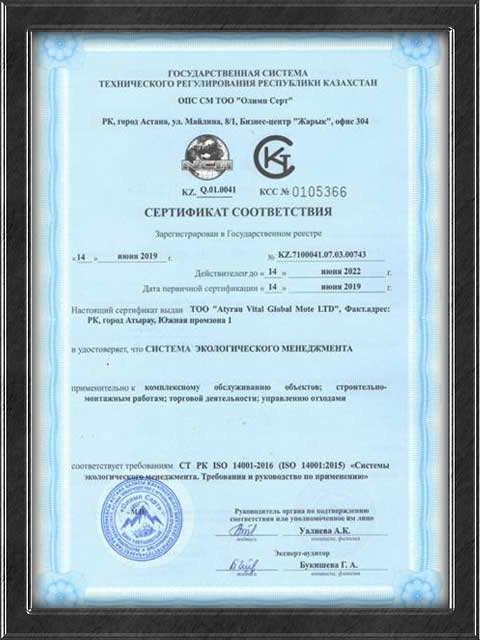 ГОСУДАРСТВЕННАЯ СИСТЕМА
ТЕХНИЧЕСКОГО РЕГУЛИРОВАНИЯ РЕСПУБЛИКИ КАЗАХСТАН
ОПС СМ ТОО "Олимп Серт"
РК, город Астана, ул. Майлина, 8/1, Бизнес-центр "Жарык", офис 304
KZ. Q.01.0041 КСС № 0105366
СЕРТИФИКАТ СООТВЕТСТВИЯ
Зарегистрирован в Государственном реестре
«14 » июня 2019 г. № KZ.7100041.07.03.00743
Действителен до « 14 » июня 2022 г.
Дата первичной сертификации « 14 » июня 2019 г.
Настоящий сертификат выдан ТОО "Atyrau Vital Global Mote LTD", Факт.адрес:
РК, город Атырау, Южная промзона 1
и удостоверяет, что СИСТЕМА ЭКОЛОГИЧЕСКОГО МЕНЕДЖМЕНТА
применительно к комплексному обслуживанию объектов; строительно-
монтажным работам; торговой деятельности; управлению отходами
соответствует требованиям СТ РК ISO 14001-2016 (ISO 14001:2015) «Системы
экологического менеджмента. Требования и руководство по применению»
Олимп Серт
М.П.
Руководитель органа по подтверждению
соответствия или уполномоченное им лицо
Уалиева А.К.
подпись инициалы, фамилия
Эксперт-аудитор
Букишева Г. А.
подпись инициалы, фамилия